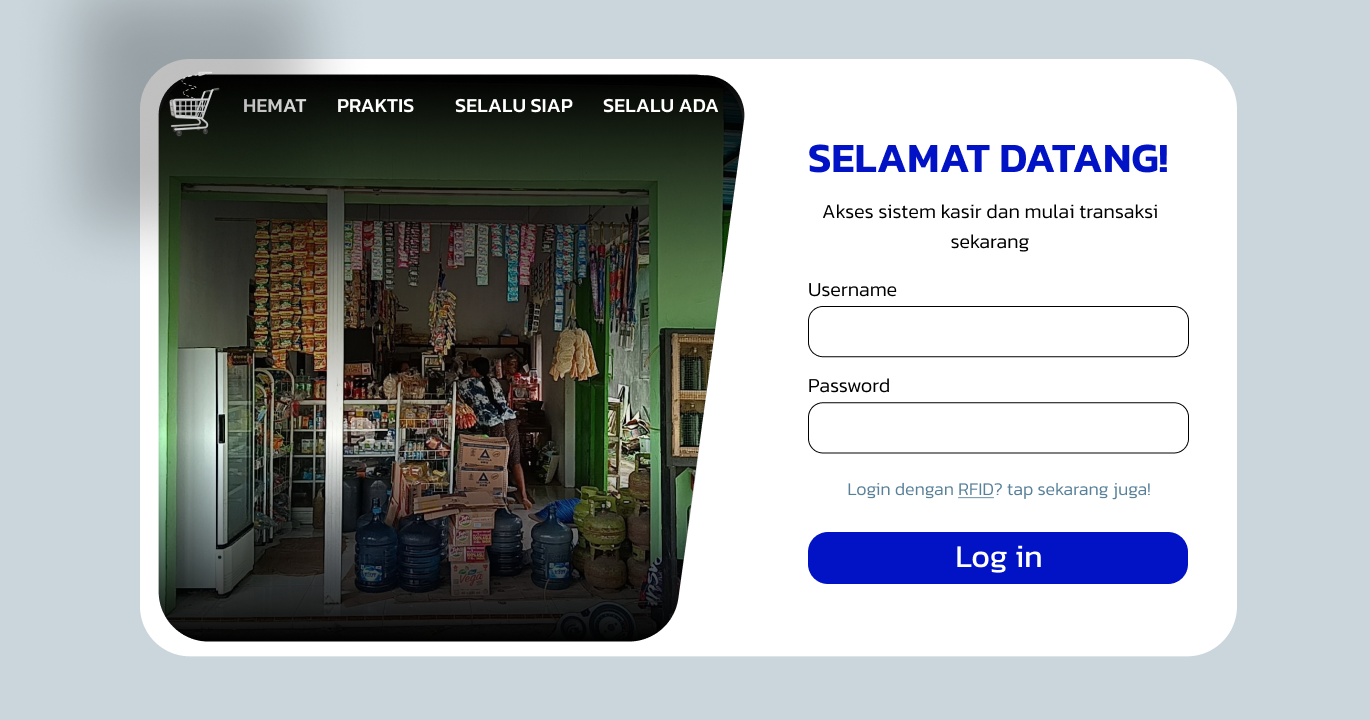 HEMAT PRAKTIS SELALU SIAP SELALU ADA
SELAMAT DATANG!
Akses sistem kasir dan mulai transaksi
sekarang
Username
Password
Login dengan RFID? tap sekarang juga!
Log in